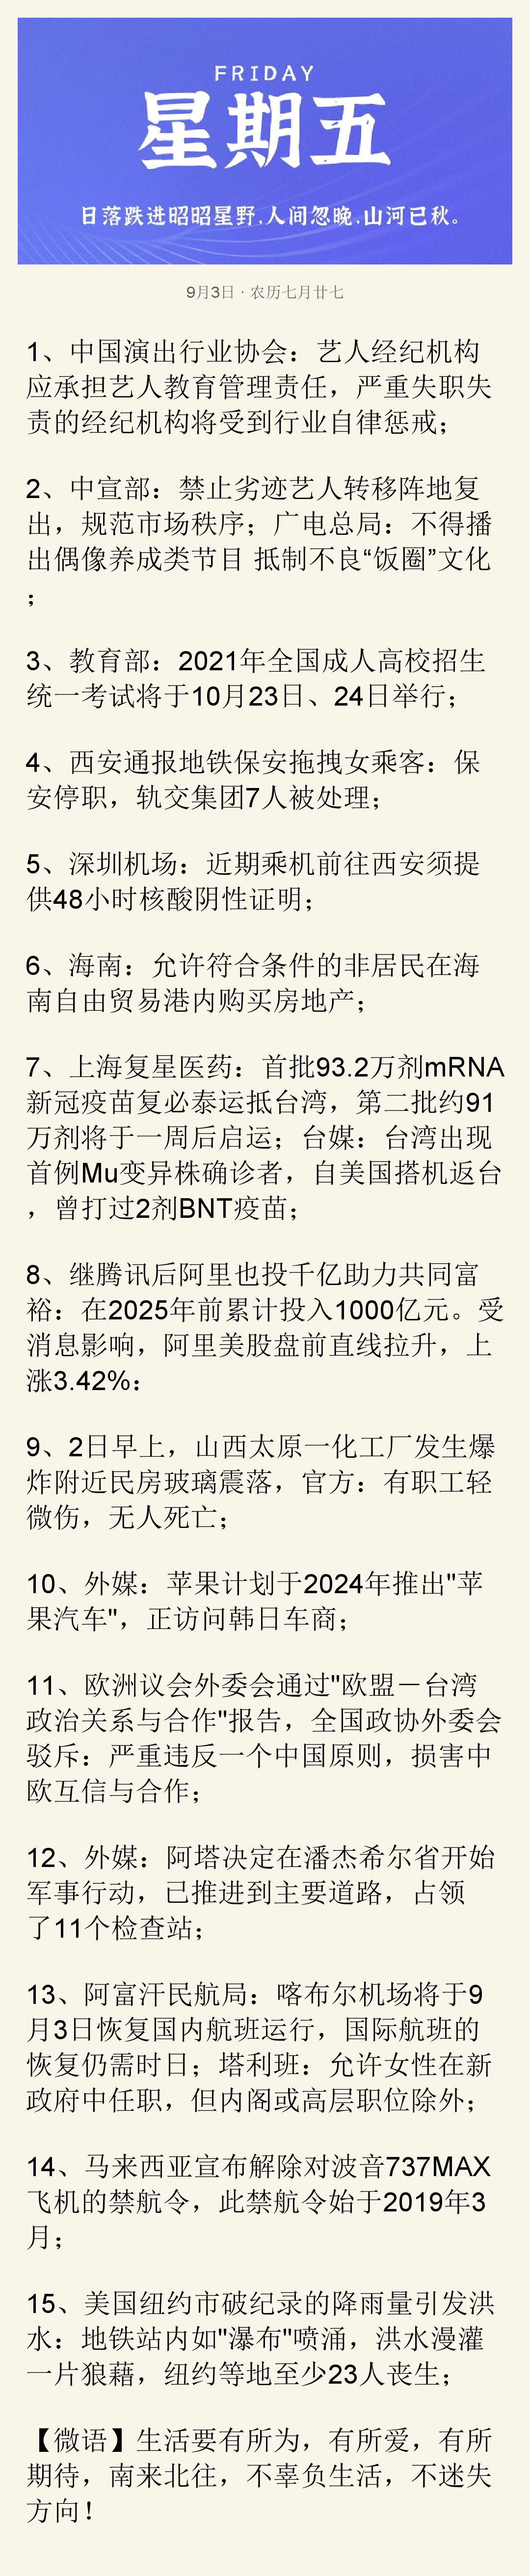 FRIDAY
星期五
日落跌进昭昭星野,人间忽晚,山河已秋。
9月3日 · 农历七月廿七
1、中国演出行业协会：艺人经纪机构
应承担艺人教育管理责任，严重失职失
责的经纪机构将受到行业自律惩戒；
2、中宣部：禁止劣迹艺人转移阵地复
出，规范市场秩序；广电总局：不得播
出偶像养成类节目 抵制不良“饭圈”文化
；
3、教育部：2021年全国成人高校招生
统一考试将于10月23日、24日举行；
4、西安通报地铁保安拖拽女乘客：保
安停职，轨交集团7人被处理；
5、深圳机场：近期乘机前往西安须提
供48小时核酸阴性证明；
6、海南：允许符合条件的非居民在海
南自由贸易港内购买房地产；
7、上海复星医药：首批93.2万剂mRNA
新冠疫苗复必泰运抵台湾，第二批约91
万剂将于一周后启运；台媒：台湾出现
首例Mu变异株确诊者，自美国搭机返台
，曾打过2剂BNT疫苗；
8、继腾讯后阿里也投千亿助力共同富
裕：在2025年前累计投入1000亿元。受
消息影响，阿里美股盘前直线拉升，上
涨3.42%：
9、2日早上，山西太原一化工厂发生爆
炸附近民房玻璃震落，官方：有职工轻
微伤，无人死亡；
10、外媒：苹果计划于2024年推出"苹
果汽车"，正访问韩日车商；
11、欧洲议会外委会通过"欧盟－台湾
政治关系与合作"报告，全国政协外委会
驳斥：严重违反一个中国原则，损害中
欧互信与合作；
12、外媒：阿塔决定在潘杰希尔省开始
军事行动，已推进到主要道路，占领
了11个检查站；
13、阿富汗民航局：喀布尔机场将于9
月3日恢复国内航班运行，国际航班的
恢复仍需时日；塔利班：允许女性在新
政府中任职，但内阁或高层职位除外；
14、马来西亚宣布解除对波音737MAX
飞机的禁航令，此禁航令始于2019年3
月；
15、美国纽约市破纪录的降雨量引发洪
水：地铁站内如"瀑布"喷涌，洪水漫灌
一片狼藉，纽约等地至少23人丧生；
【微语】生活要有所为，有所爱，有所
期待，南来北往，不辜负生活，不迷失
方向！